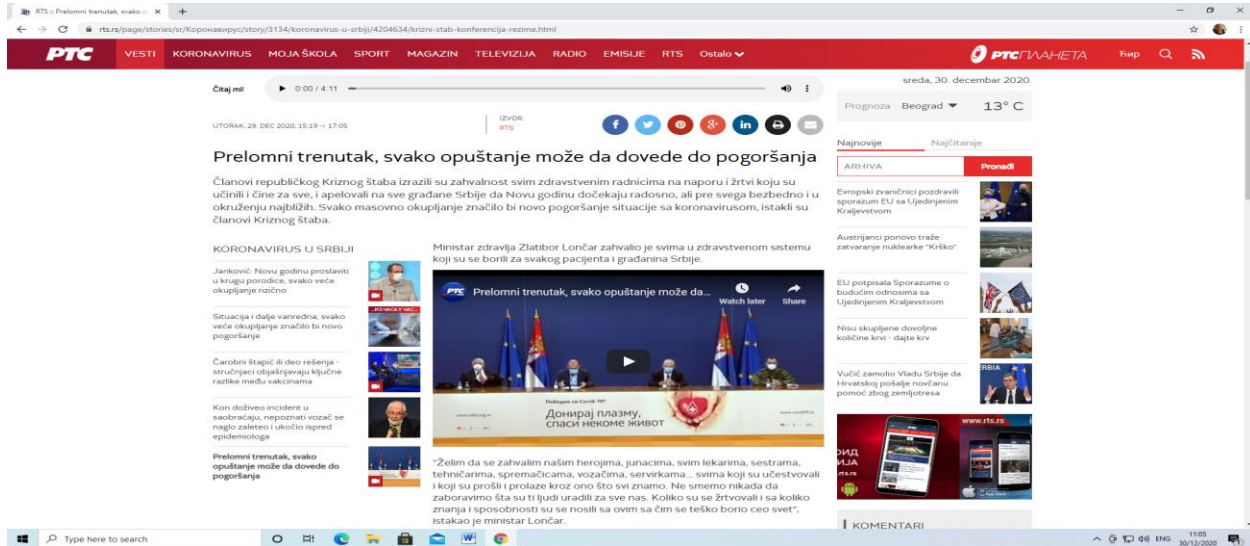 RTS :: Prelomni trenutak, svako o
rts.rs/page/stories/sr/Коронавирус/story/3134/koronavirus-u-srbiji/4204634/krizni-stab-konferencija-rezime.html
РТС VESTI KORONAVIRUS MOJA ŠKOLA SPORT MAGAZIN TELEVIZIJA RADIO EMISIJE RTS Ostalo РТСПЛАНЕТА Ћир
Čitaj mi!
0:00 / 4:11
UTORAK, 29. DEC 2020, 15:19 -> 17:05
IZVOR:
RTS
Prelomni trenutak, svako opuštanje može da dovede do pogoršanja
Članovi republičkog Kriznog štaba izrazili su zahvalnost svim zdravstvenim radnicima na naporu i žrtvi koju su
učinili i čine za sve, i apelovali na sve građane Srbije da Novu godinu dočekaju radosno, ali pre svega bezbedno i u
okruženju najbližih. Svako masovno okupljanje značilo bi novo pogoršanje situacije sa koronavirusom, istakli su
članovi Kriznog štaba.
KORONAVIRUS U SRBIJI
Janković: Novu godinu proslaviti
u krugu porodice, svako veće
okupljanje rizično
Situacija i dalje vanredna, svako
veće okupljanje značilo bi novo
pogoršanje
Čarobni štapić ili deo rešenja -
stručnjaci objašnjavaju ključne
razlike među vakcinama
Kon doživeo incident u
saobraćaju, nepoznati vozač se
naglo zaleteo i ukočio ispred
epidemiologa
Prelomni trenutak, svako
opuštanje može da dovede do
pogoršanja
Ministar zdravlja Zlatibor Lončar zahvalio je svima u zdravstvenom sistemu
koji su se borili za svakog pacijenta i građanina Srbije.
РТС Prelomni trenutak, svako opuštanje može da...
Watch later
Share
Победимо се Covid-19!
Донирај плазму,
спаси некоме живот
"Želim da se zahvalim našim herojima, junacima, svim lekarima, sestrama,
tehničarima, spremačicama, vozačima, servirkama... svima koji su učestvovali
i koji su prošli i prolaze kroz ono što svi znamo. Ne smemo nikada da
zaboravimo šta su ti ljudi uradili za sve nas. Koliko su se žrtvovali i sa koliko
znanja i sposobnosti su se nosili sa ovim sa čim se teško borio ceo svet",
istakao je ministar Lončar.
sreda, 30. decembar 2020.
Prognoza Beograd 13° C
Najnovije Najčitanije
ARHIVA Pronađi
Evropski zvaničnici pozdravili
sporazum EU sa Ujedinjenim
Kraljevstvom
Austrijanci ponovo traže
zatvaranje nuklearke "Krško"
EU potpisala Sporazume o
budućim odnosima sa
Ujedinjenim Kraljevstvom
Nisu skupljene dovoljne
količine krvi - dajte krv
Vučić zamolio Vladu Srbije da
Hrvatskoj pošalje novčanu
pomoć zbog zemljotresa
ERBIA
www.rts.rs
KOMENTARI
Type here to search
ENG
11:05
30/12/2020